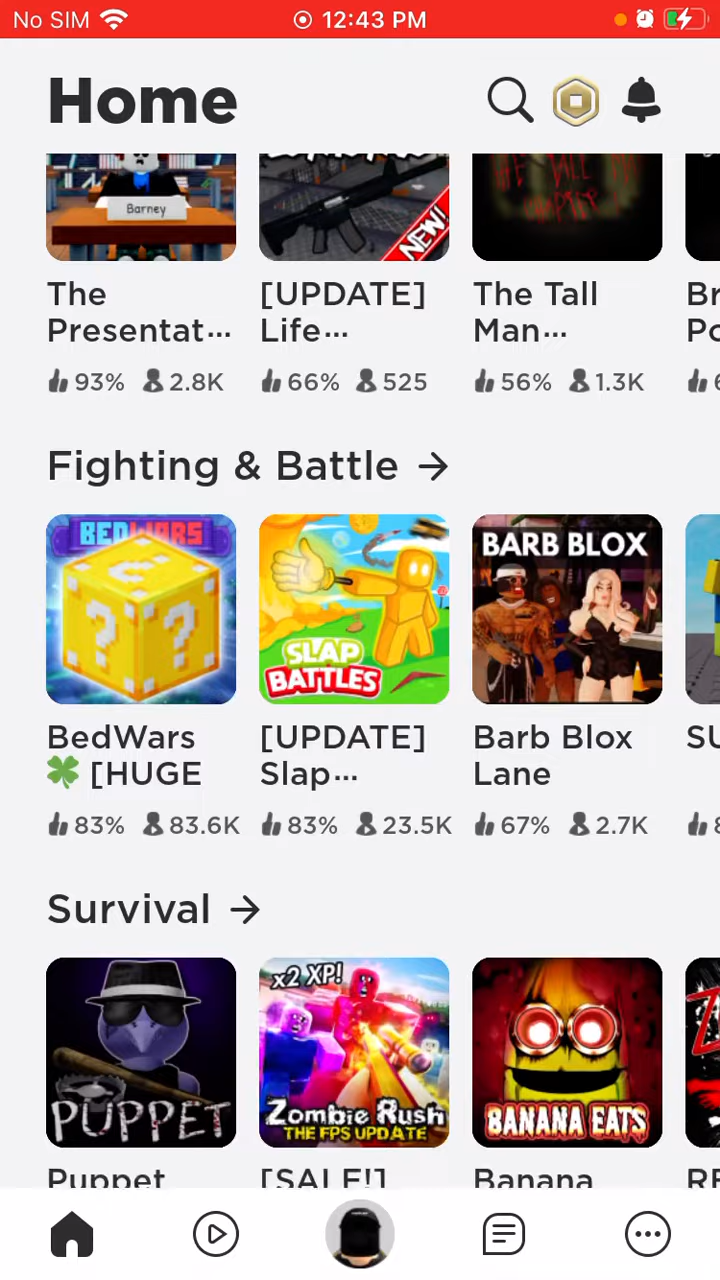 No SIM 12:43 PM
Home
Barney
NEW!
The Presentat...
[UPDATE] Life...
The Tall Man...
93% 2.8K
66% 525
56% 1.3K
Fighting & Battle →
BEDWARS
? ?
SLAP BATTLES
BARB BLOX
BedWars 🍀 [HUGE
[UPDATE] Slap...
Barb Blox Lane
SU
83% 83.6K
83% 23.5K
67% 2.7K
Survival →
PUPPET
x2 XP!
Zombie Rush
THE FPS UPDATE
BANANA EATS
Puppet
[SALE!]
Banana